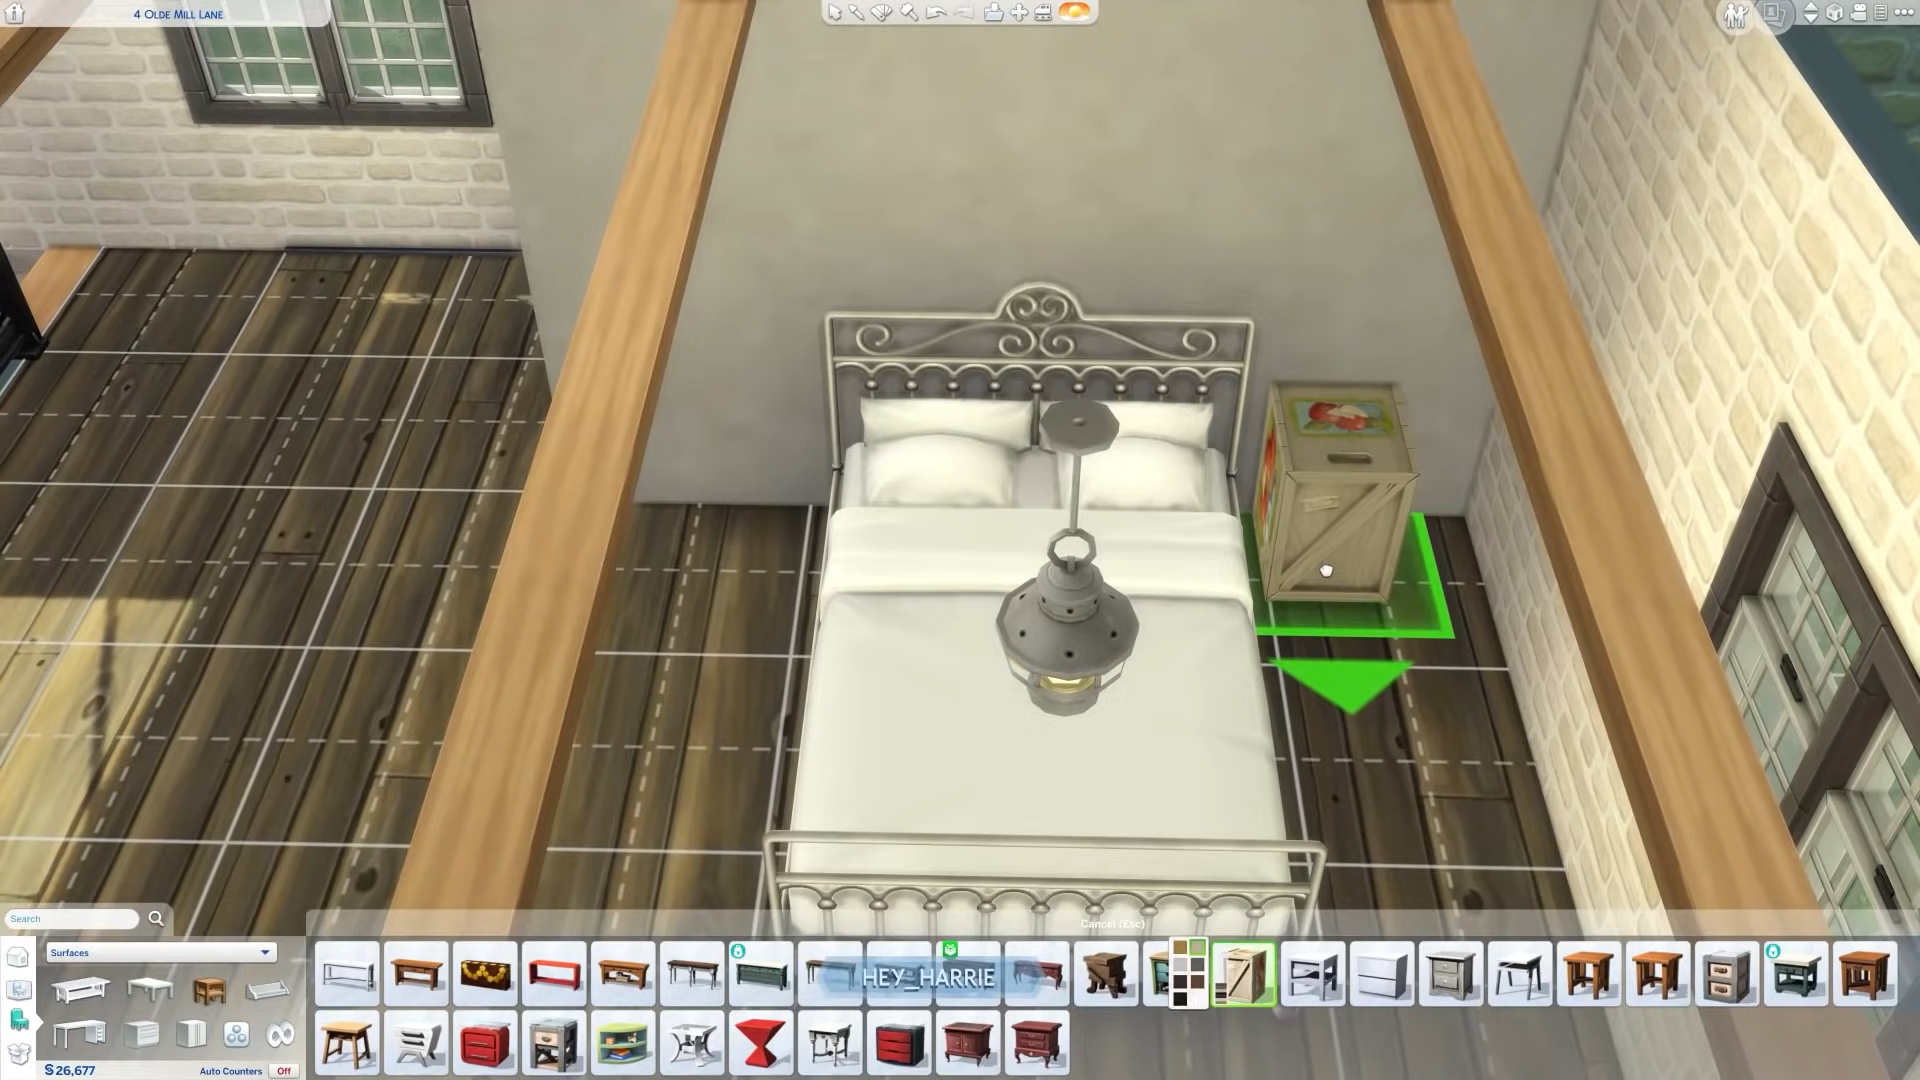 4 Olde Mill Lane
Search
Cancel (Esc)
Surfaces
HEY_HARRIE
§26,677
Auto Counters
Off